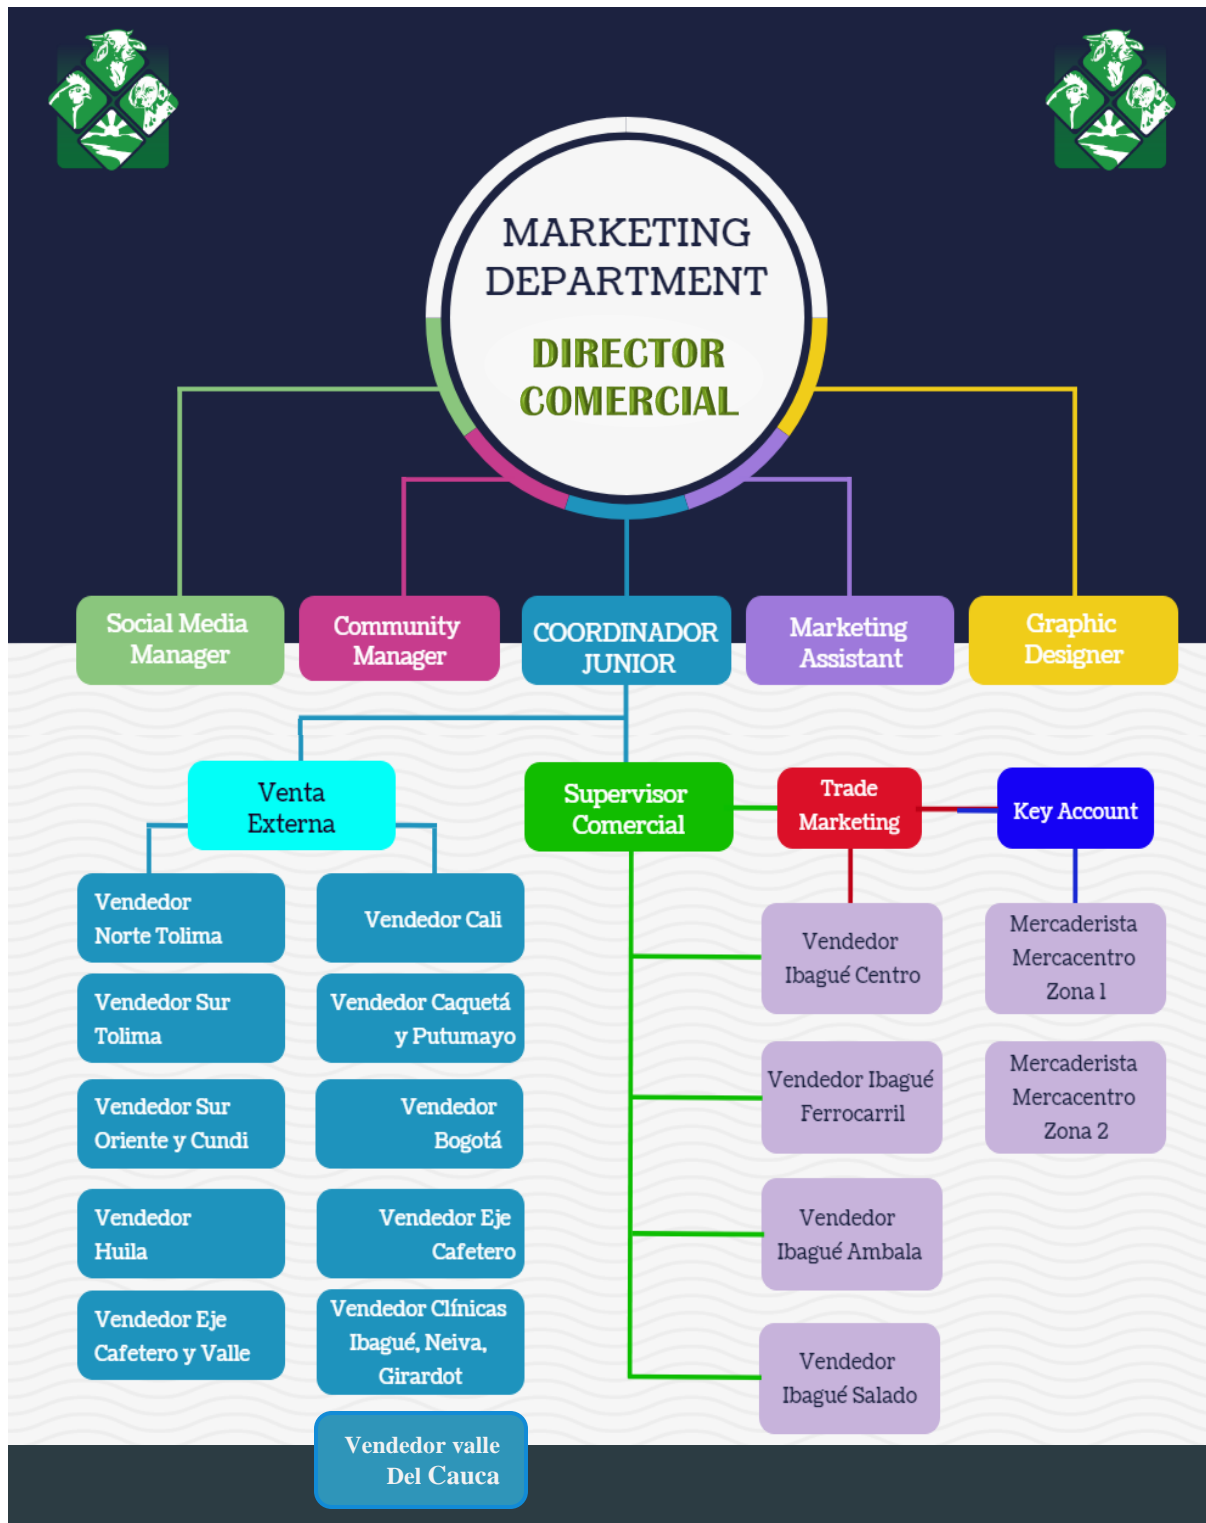 MARKETING
DEPARTMENT
DIRECTOR
COMERCIAL
Social Media
Manager
Community
Manager
COORDINADOR
JUNIOR
Marketing
Assistant
Graphic
Designer
Venta
Externa
Supervisor
Comercial
Trade
Marketing
Key Account
Vendedor
Norte Tolima
Vendedor Cali
Vendedor
Ibagué Centro
Mercaderista
Mercacentro
Zona 1
Vendedor Sur
Tolima
Vendedor Caquetá
y Putumayo
Vendedor Ibagué
Ferrocarril
Mercaderista
Mercacentro
Zona 2
Vendedor Sur
Oriente y Cundi
Vendedor
Bogotá
Vendedor
Huila
Vendedor Eje
Cafetero
Vendedor
Ibagué Ambala
Vendedor Eje
Cafetero y Valle
Vendedor Clínicas
Ibagué, Neiva,
Girardot
Vendedor
Ibagué Salado
Vendedor valle
Del Cauca